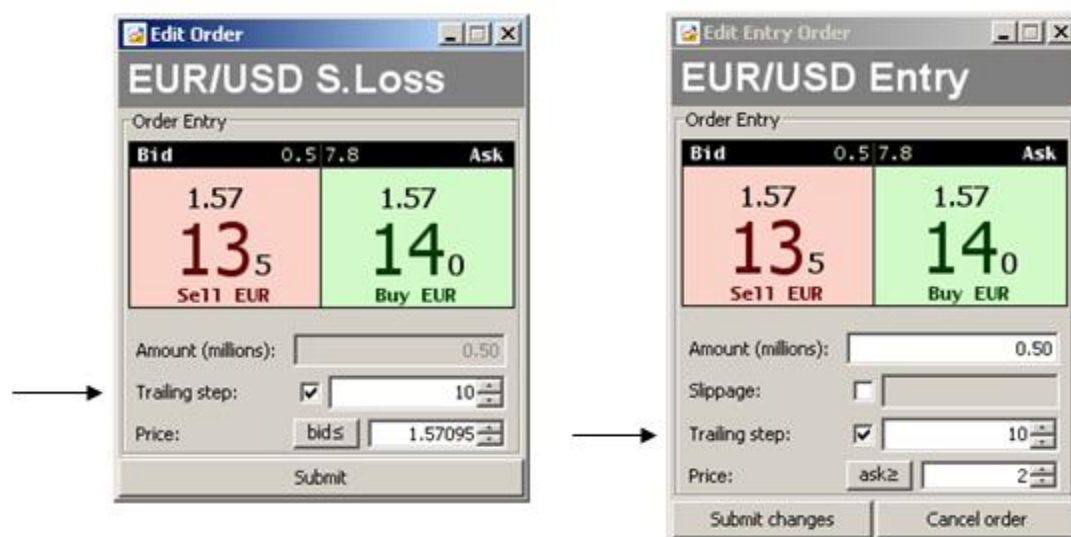 Edit Order
EUR/USD S.Loss
Order Entry
Bid 0.5 7.8 Ask
1.57 1.57
13 5 14 0
Sell EUR Buy EUR
Amount (millions): 0.50
Trailing step: 10
Price: bid≤ 1.57095
Submit
Edit Entry Order
EUR/USD Entry
Order Entry
Bid 0.5 7.8 Ask
1.57 1.57
13 5 14 0
Sell EUR Buy EUR
Amount (millions): 0.50
Slippage:
Trailing step: 10
Price: ask≥ 2
Submit changes Cancel order